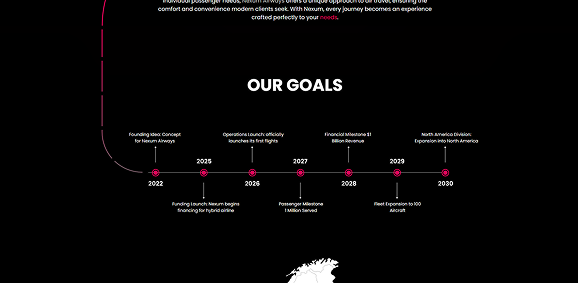 individual passenger needs, Nexum Airways offers a unique approach to air travel, ensuring the
comfort and convenience modern clients seek. With Nexum, every journey becomes an experience
crafted perfectly to your needs.
OUR GOALS
Founding Idea: Concept
for Nexum Airways
Operations Launch: officially
launches its first flights
Financial Milestone $1
Billion Revenue
North America Division:
Expansion into North America
2025
2027
2029
2022
2026
2028
2030
Funding Launch: Nexum begins
financing for hybrid airline
Passenger Milestone
1 Million Served
Fleet Expansion to 100
Aircraft